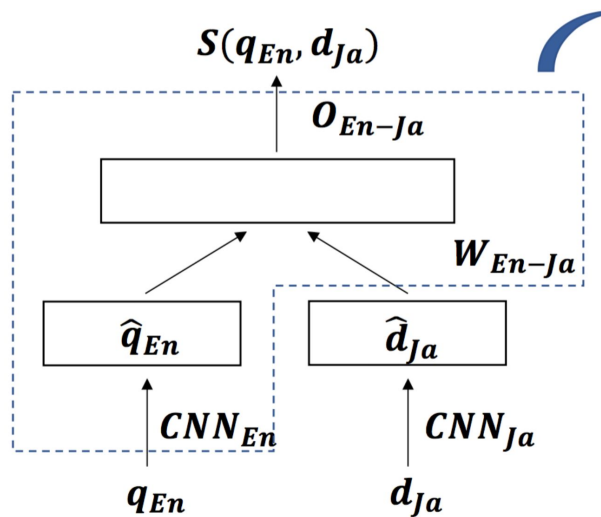 S(q_En, d_Ja)
O_En-Ja
W_En-Ja
q̂_En d̂_Ja
CNN_En CNN_Ja
q_En d_Ja